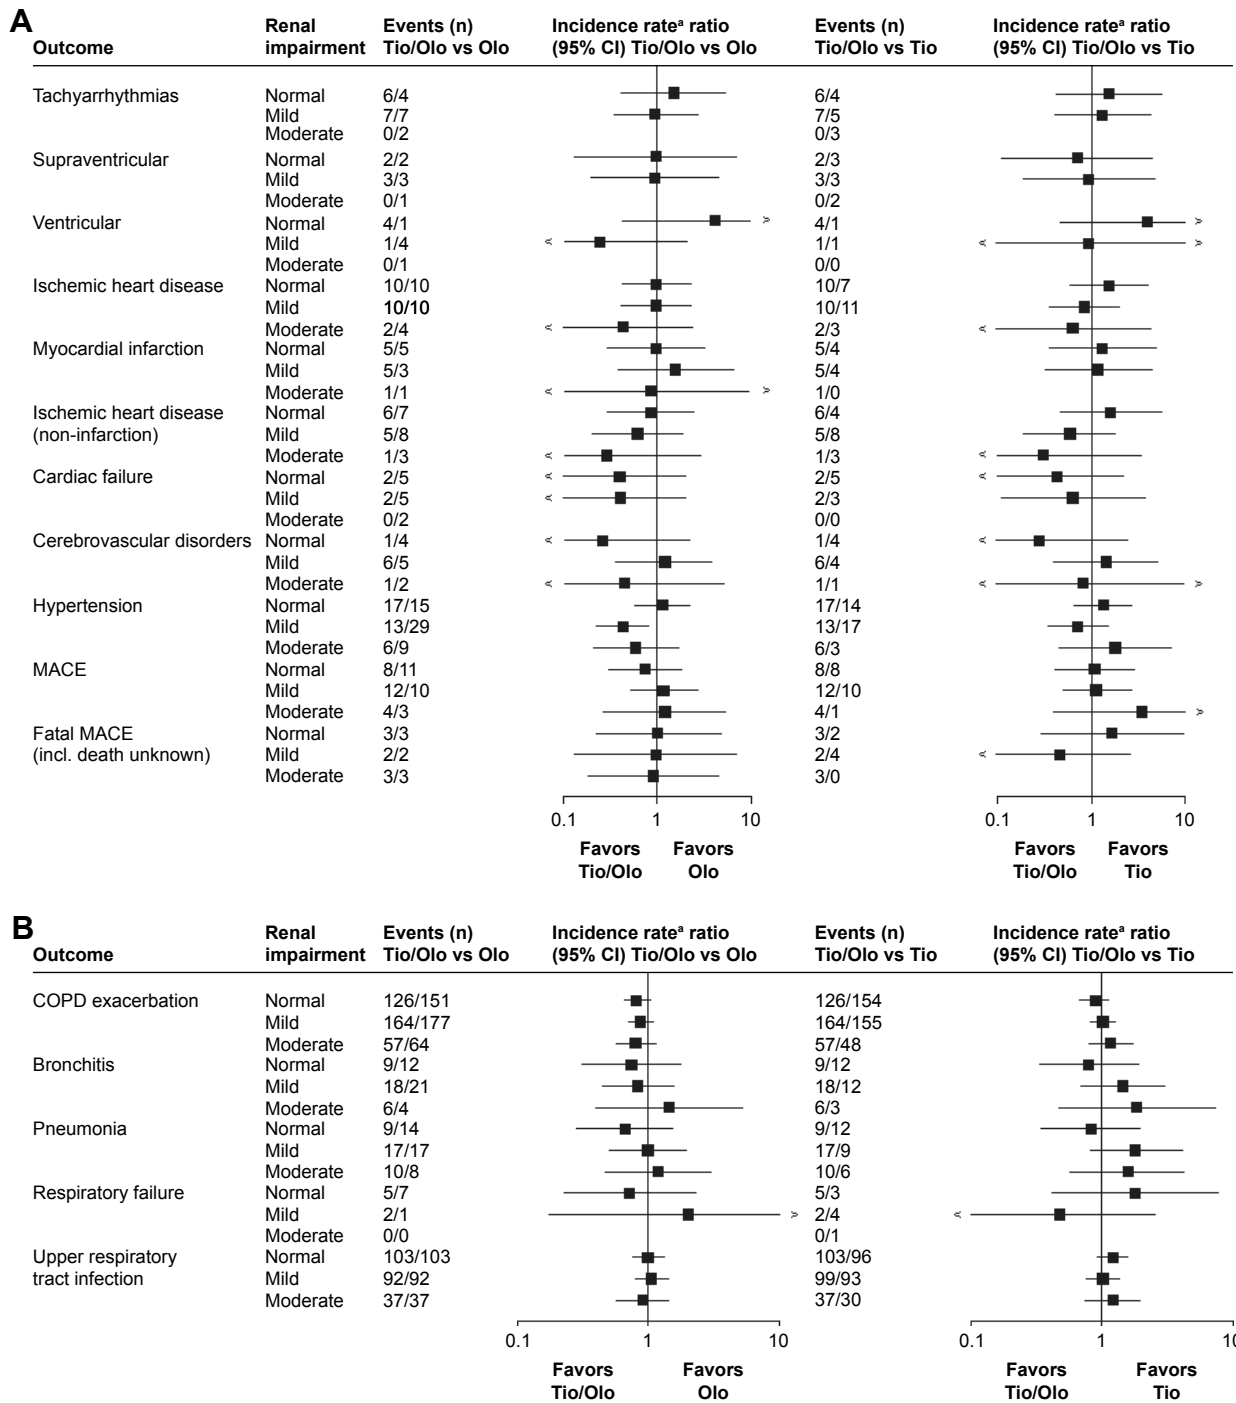 A
Outcome Renal impairment Events (n) Tio/Olo vs Olo Incidence rateᵃ ratio (95% CI) Tio/Olo vs Olo Events (n) Tio/Olo vs Tio Incidence rateᵃ ratio (95% CI) Tio/Olo vs Tio
Tachyarrhythmias Normal 6/4 6/4
Mild 7/7 7/5
Moderate 0/2 0/3
Supraventricular Normal 2/2 2/3
Mild 3/3 3/3
Moderate 0/1 0/2
Ventricular Normal 4/1 4/1
Mild 1/4 1/1
Moderate 0/1 0/0
Ischemic heart disease Normal 10/10 10/7
Mild 10/10 10/11
Moderate 2/4 2/3
Myocardial infarction Normal 5/5 5/4
Mild 5/3 5/4
Moderate 1/1 1/0
Ischemic heart disease Normal 6/7 6/4
(non-infarction) Mild 5/8 5/8
Moderate 1/3 1/3
Cardiac failure Normal 2/5 2/5
Mild 2/5 2/3
Moderate 0/2 0/0
Cerebrovascular disorders Normal 1/4 1/4
Mild 6/5 6/4
Moderate 1/2 1/1
Hypertension Normal 17/15 17/14
Mild 13/29 13/17
Moderate 6/9 6/3
MACE Normal 8/11 8/8
Mild 12/10 12/10
Moderate 4/3 4/1
Fatal MACE Normal 3/3 3/2
(incl. death unknown) Mild 2/2 2/4
Moderate 3/3 3/0
0.1 1 10 0.1 1 10
Favors Favors Favors Favors
Tio/Olo Olo Tio/Olo Tio
B
Outcome Renal impairment Events (n) Tio/Olo vs Olo Incidence rateᵃ ratio (95% CI) Tio/Olo vs Olo Events (n) Tio/Olo vs Tio Incidence rateᵃ ratio (95% CI) Tio/Olo vs Tio
COPD exacerbation Normal 126/151 126/154
Mild 164/177 164/155
Moderate 57/64 57/48
Bronchitis Normal 9/12 9/12
Mild 18/21 18/12
Moderate 6/4 6/3
Pneumonia Normal 9/14 9/12
Mild 17/17 17/9
Moderate 10/8 10/6
Respiratory failure Normal 5/7 5/3
Mild 2/1 2/4
Moderate 0/0 0/1
Upper respiratory Normal 103/103 103/96
tract infection Mild 92/92 99/93
Moderate 37/37 37/30
0.1 1 10 0.1 1 10
Favors Favors Favors Favors
Tio/Olo Olo Tio/Olo Tio